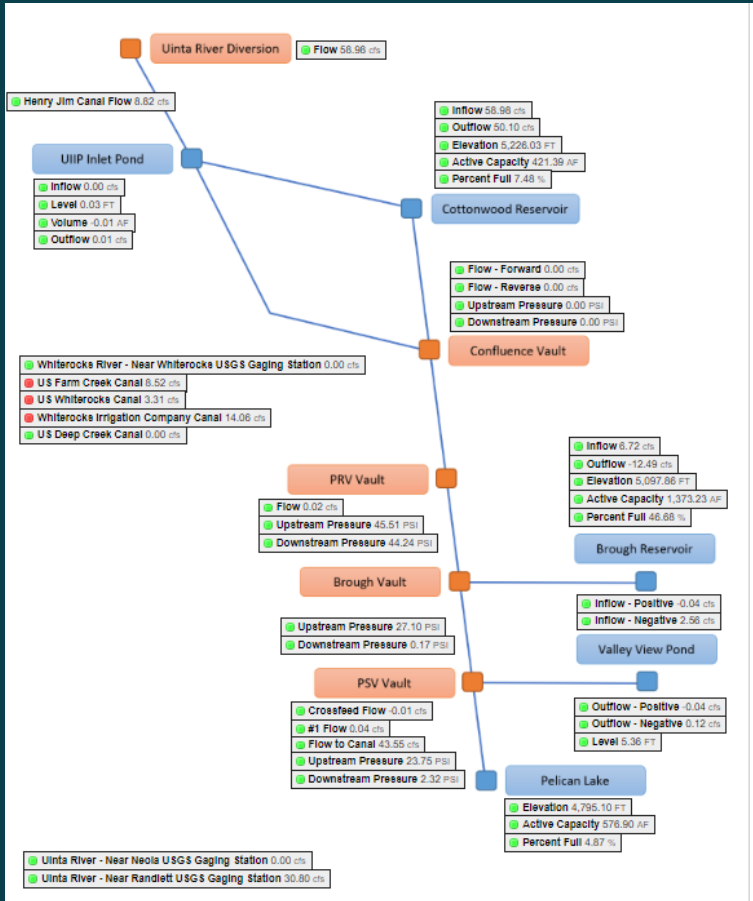 Uinta River Diversion
Flow 58.98 cfs
Henry Jim Canal Flow 8.82 cfs
Inflow 58.98 cfs
Outflow 50.10 cfs
Elevation 5,226.03 FT
Active Capacity 421.39 AF
Percent Full 7.48 %
UIIP Inlet Pond
Inflow 0.00 cfs
Level 0.03 FT
Volume -0.01 AF
Outflow 0.01 cfs
Cottonwood Reservoir
Flow - Forward 0.00 cfs
Flow - Reverse 0.00 cfs
Upstream Pressure 0.00 PSI
Downstream Pressure 0.00 PSI
Confluence Vault
Whiterocks River - Near Whiterocks USGS Gaging Station 0.00 cfs
US Farm Creek Canal 8.52 cfs
US Whiterocks Canal 3.31 cfs
Whiterocks Irrigation Company Canal 14.06 cfs
US Deep Creek Canal 0.00 cfs
Inflow 6.72 cfs
Outflow -12.49 cfs
Elevation 5,097.86 FT
Active Capacity 1,373.23 AF
Percent Full 46.68 %
PRV Vault
Flow 0.02 cfs
Upstream Pressure 45.51 PSI
Downstream Pressure 44.24 PSI
Brough Reservoir
Brough Vault
Inflow - Positive -0.04 cfs
Inflow - Negative 2.56 cfs
Upstream Pressure 27.10 PSI
Downstream Pressure 0.17 PSI
Valley View Pond
PSV Vault
Crossfeed Flow -0.01 cfs
#1 Flow 0.04 cfs
Flow to Canal 43.55 cfs
Upstream Pressure 23.75 PSI
Downstream Pressure 2.32 PSI
Outflow - Positive -0.04 cfs
Outflow - Negative 0.12 cfs
Level 5.36 FT
Pelican Lake
Elevation 4,795.10 FT
Active Capacity 576.90 AF
Percent Full 4.87 %
Uinta River - Near Neola USGS Gaging Station 0.00 cfs
Uinta River - Near Randlett USGS Gaging Station 30.80 cfs